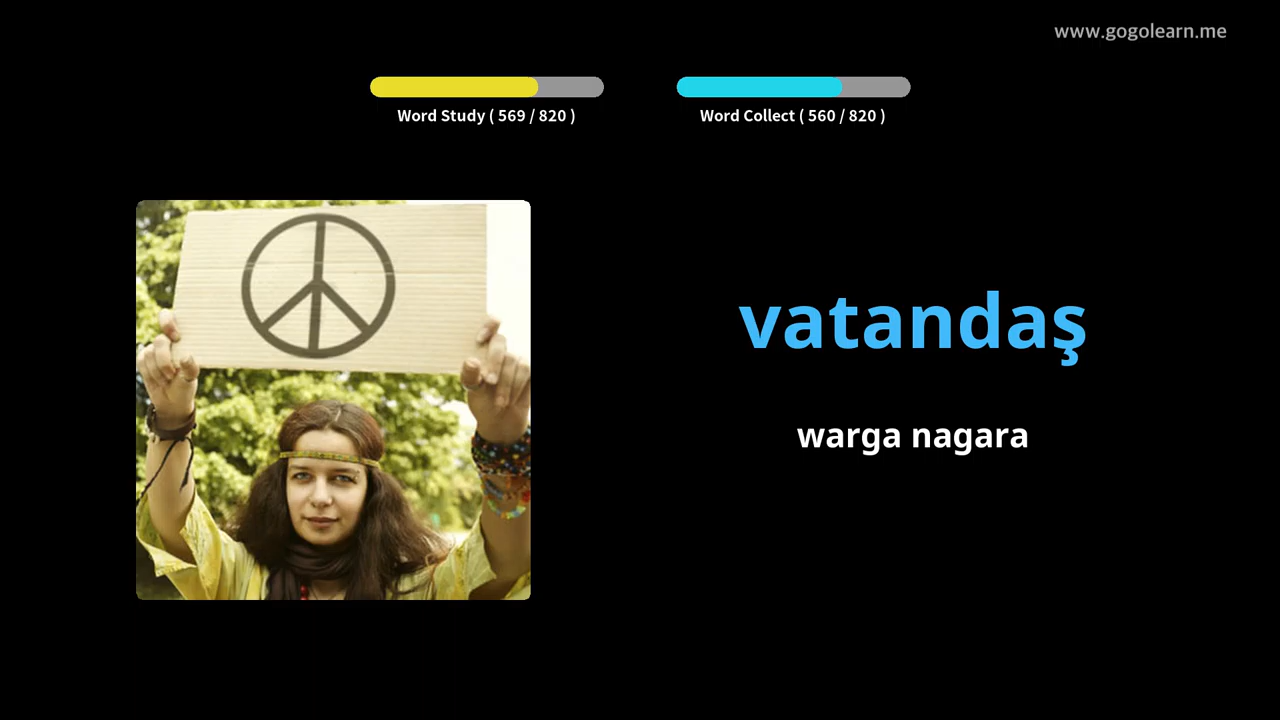 www.gogolearn.me
Word Study ( 569 / 820 )
Word Collect ( 560 / 820 )
vatandaş
warga nagara